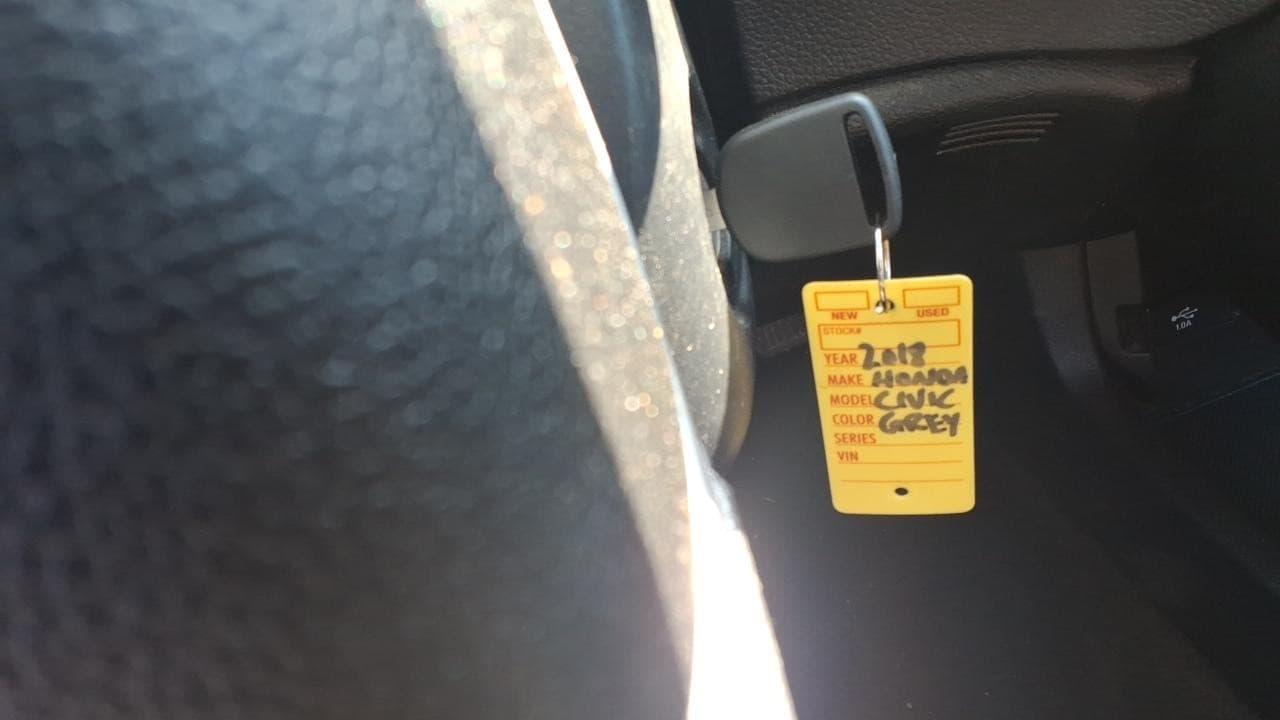 NEW USED
STOCK#
YEAR 2018
MAKE HONDA
MODEL CIVIC
COLOR GREY
SERIES
VIN
1.0A